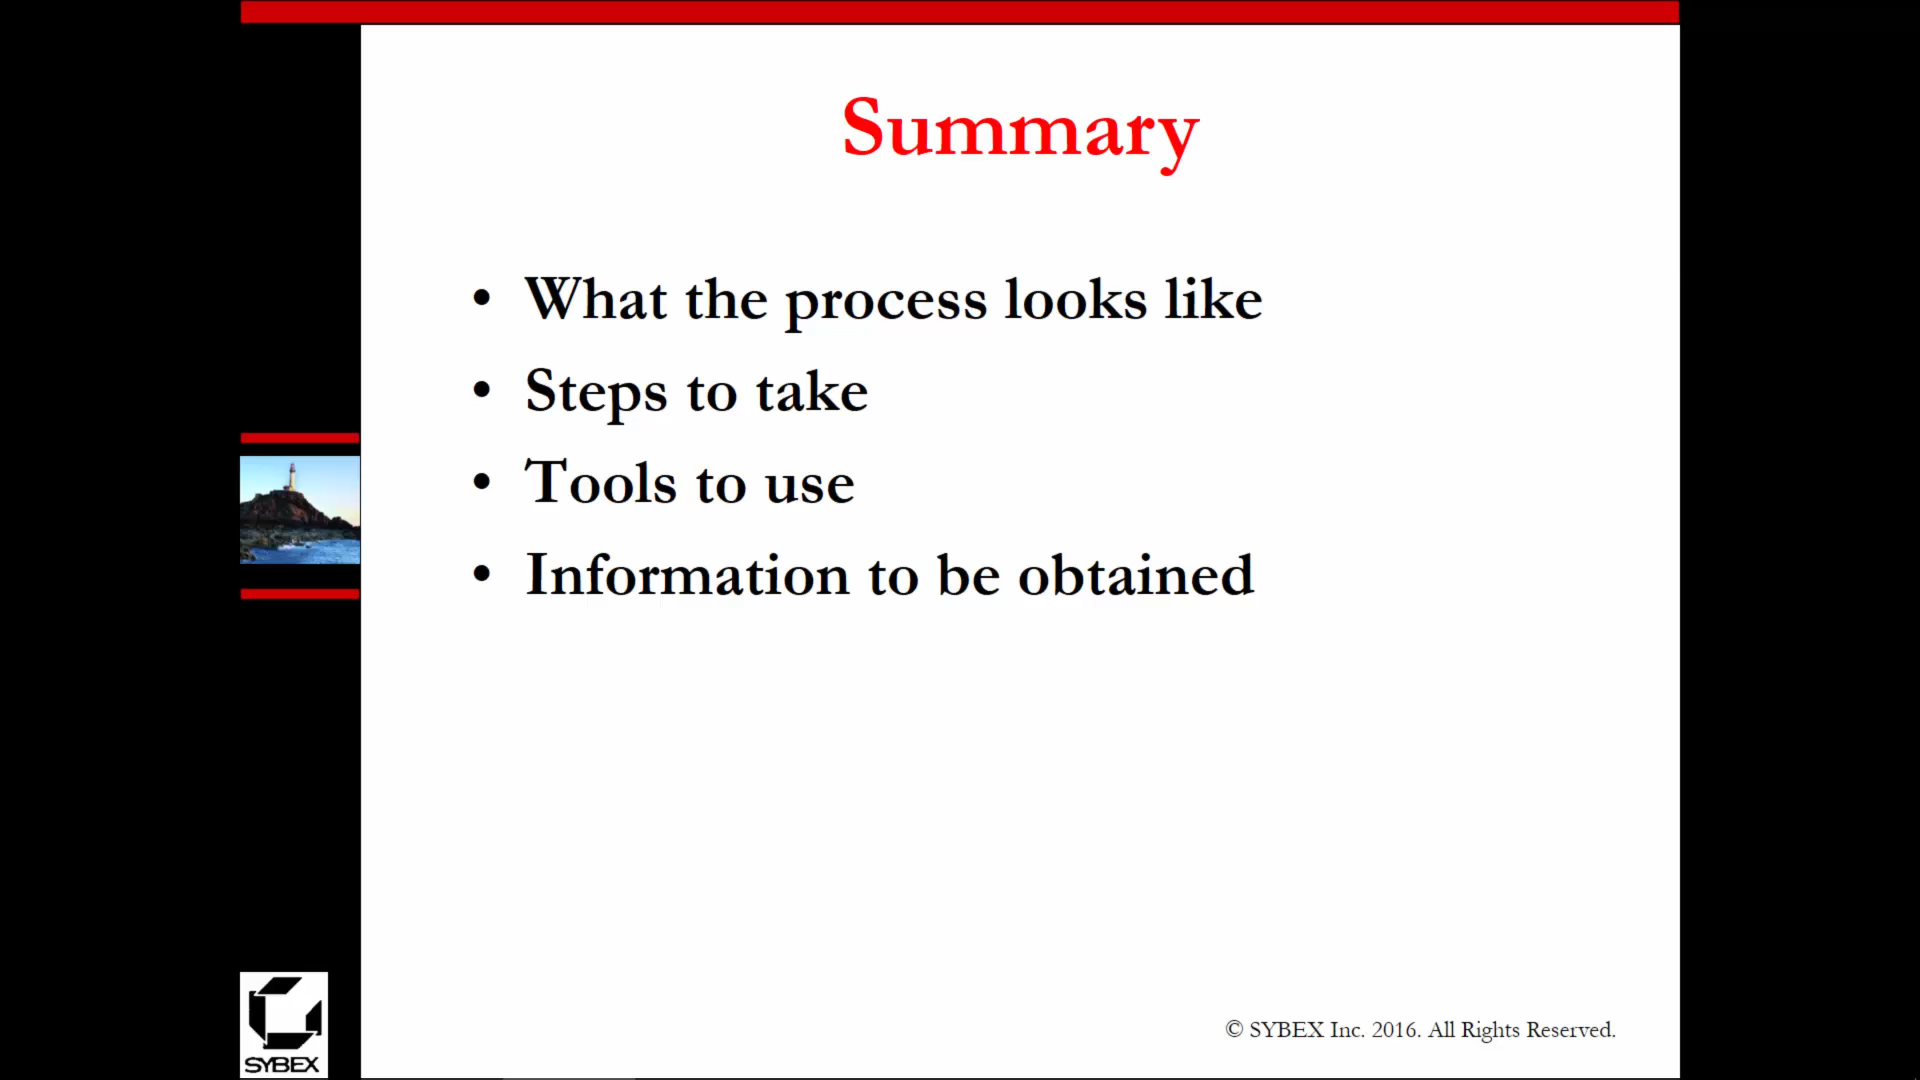 Summary
• What the process looks like
• Steps to take
• Tools to use
• Information to be obtained
SYBEX
© SYBEX Inc. 2016. All Rights Reserved.